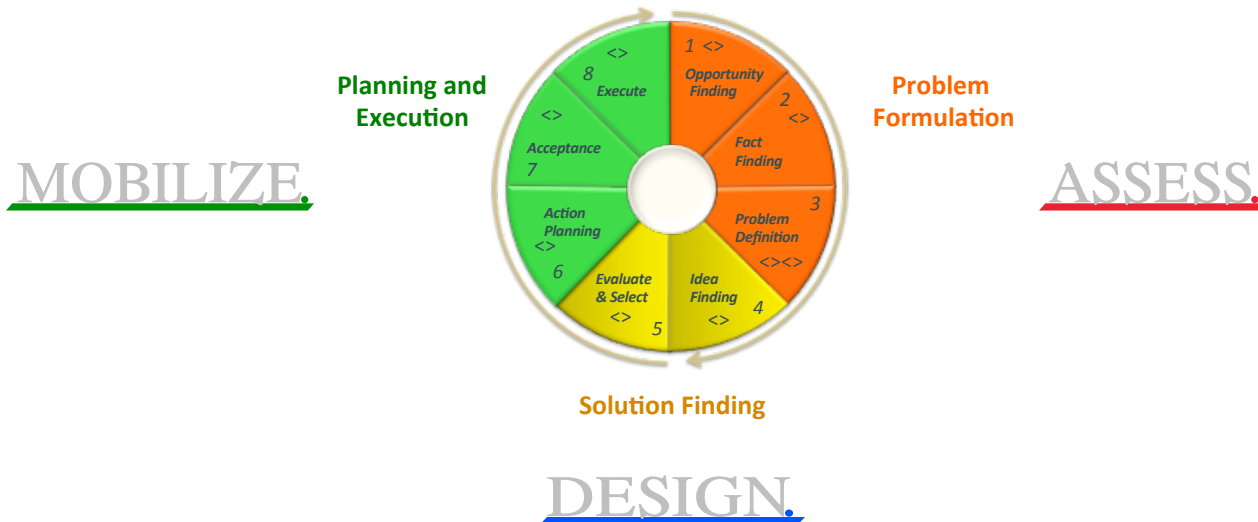 1 <>
Opportunity
Finding
2
<>
Fact
Finding
3
Problem
Definition
<><>
4
Idea
Finding
<>
5
Evaluate
& Select
<>
6
Action
Planning
<>
7
Acceptance
<>
8
Execute
<>
Problem
Formulation
ASSESS.
Solution Finding
DESIGN.
Planning and
Execution
MOBILIZE.